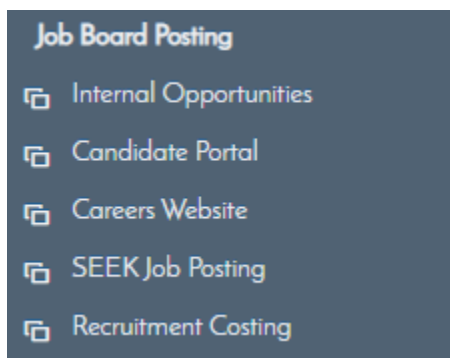 Job Board Posting
Internal Opportunities
Candidate Portal
Careers Website
SEEK Job Posting
Recruitment Costing